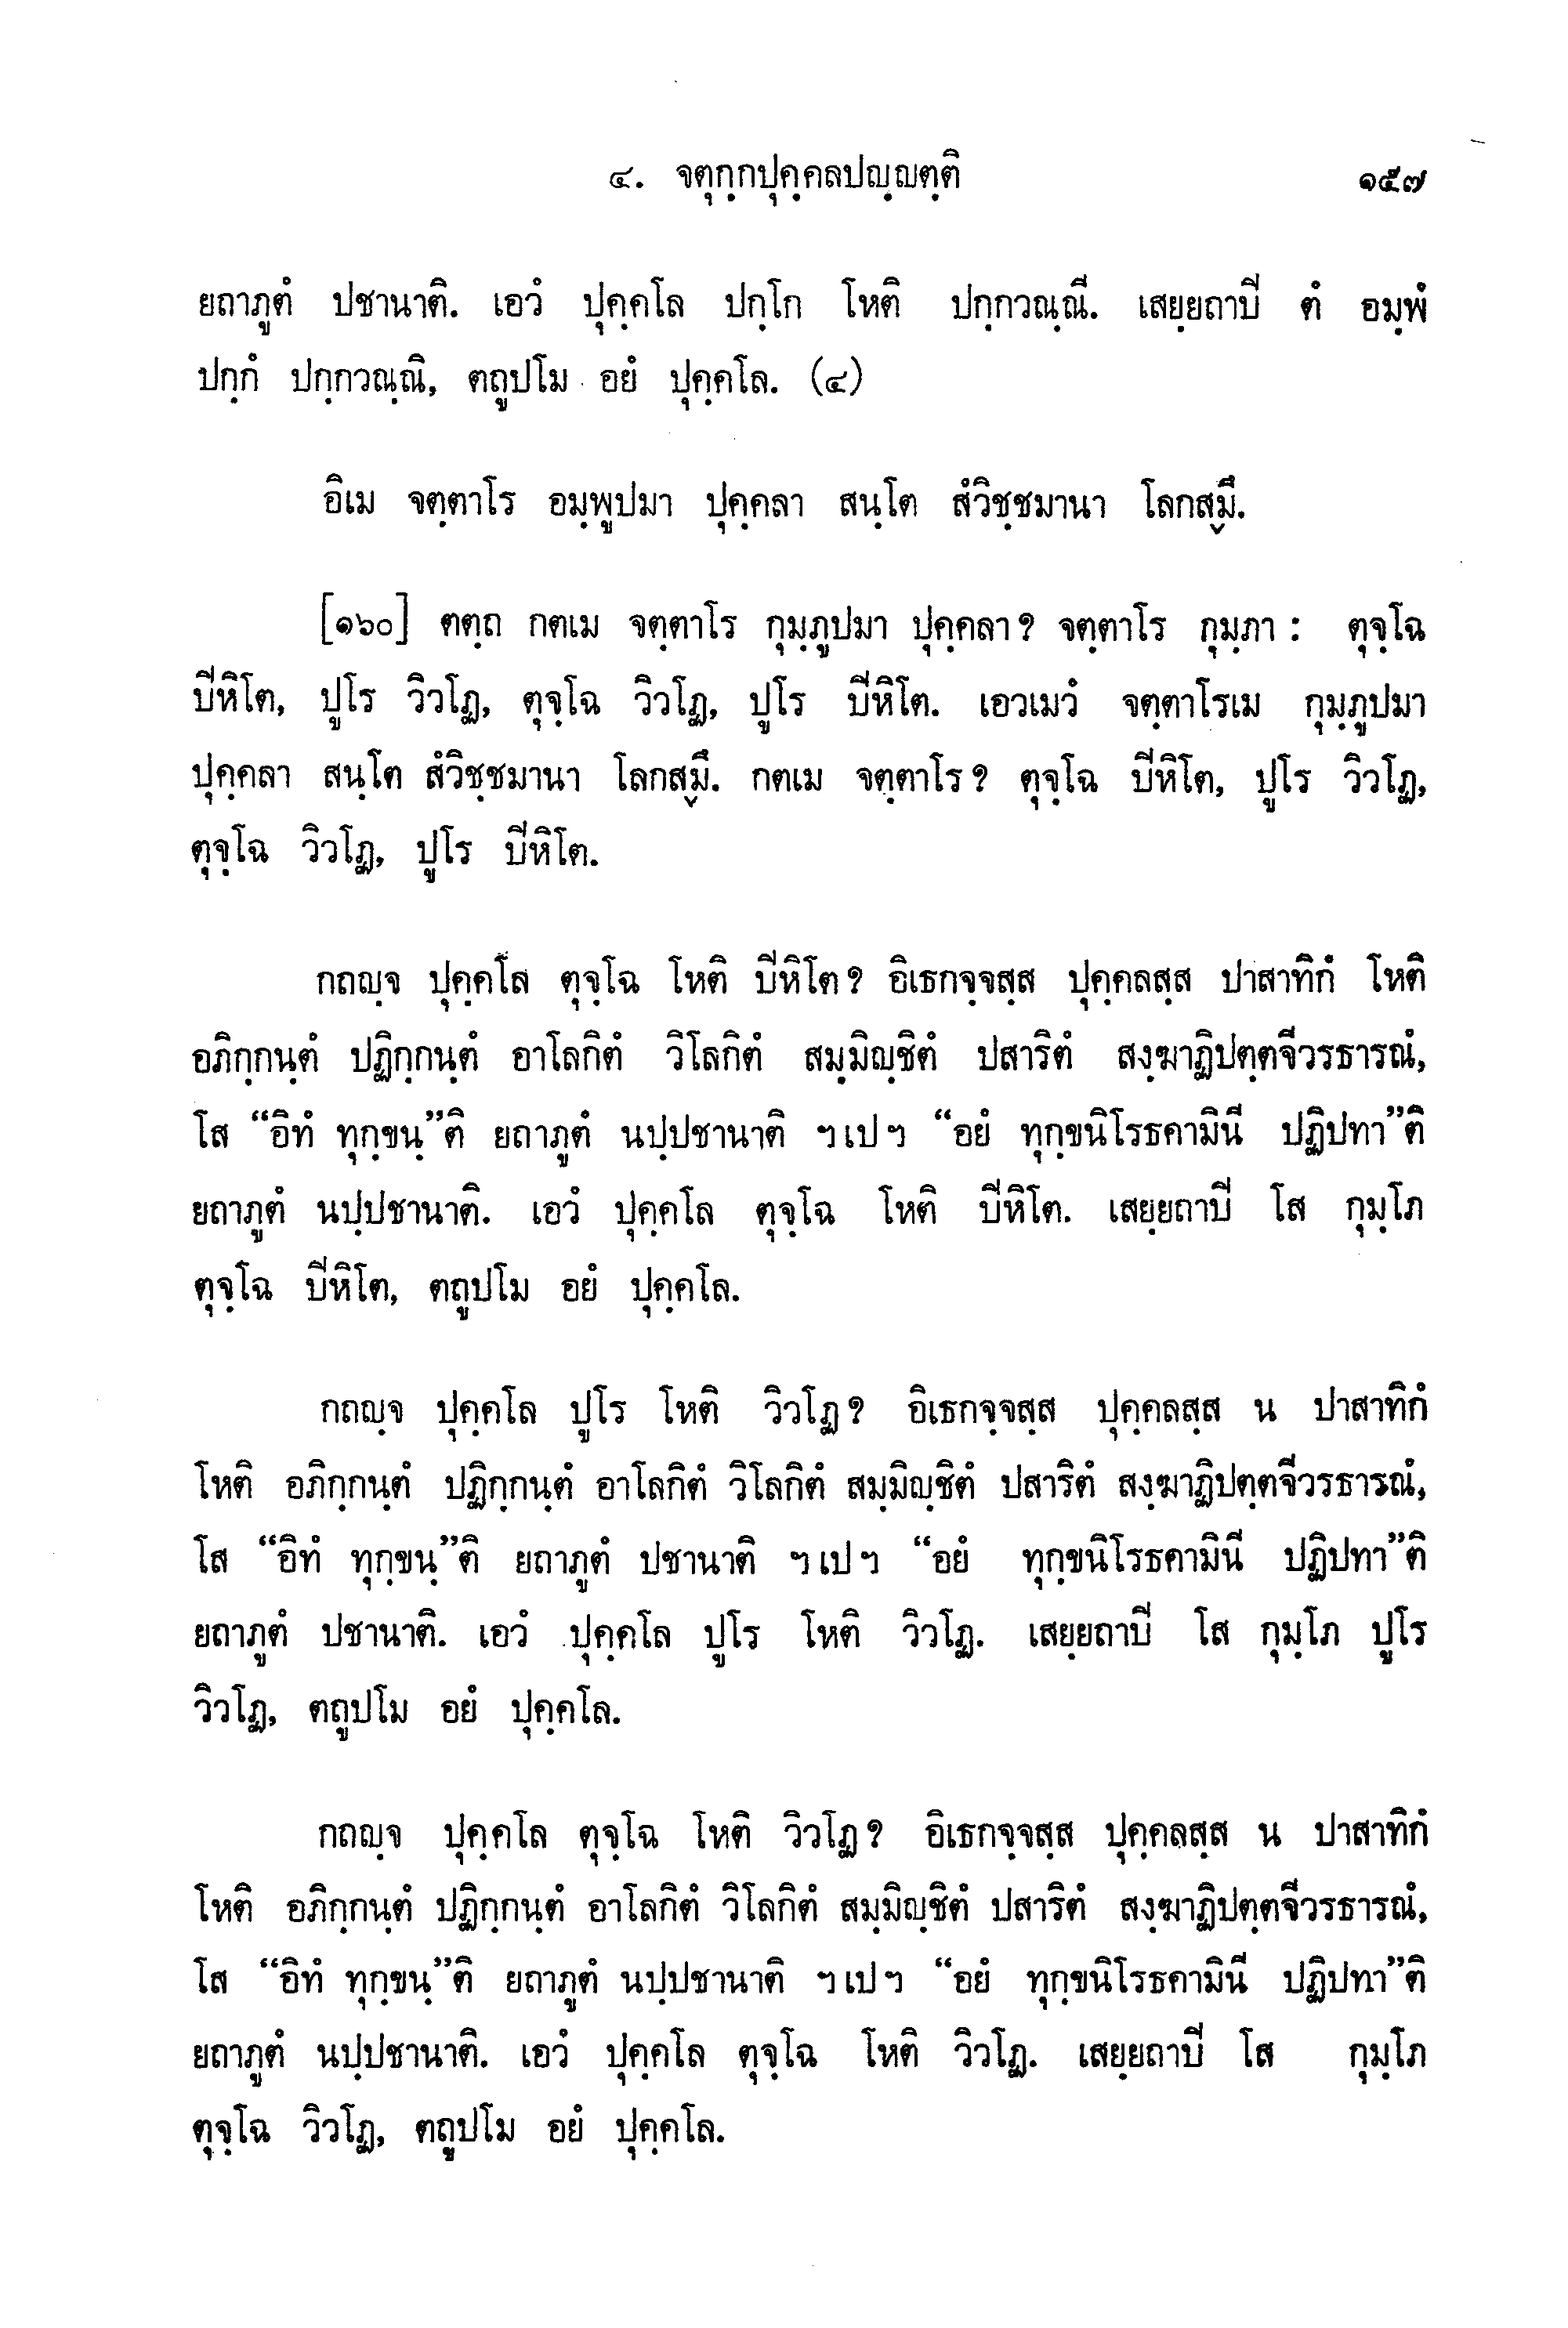 ๔. จตุกฺกปุคฺคลปญฺญตฺติ ๑๕๗
ยถาภูตํ ปชานาติ. เอวํ ปุคฺคโล ปกฺโก โหติ ปกฺกวณฺณี. เสยฺยถาปิ ตํ อมฺพํ
ปกฺกํ ปกฺกวณฺณิ, ตถูปโม อยํ ปุคฺคโล. (๔)
อิเม จตฺตาโร อมฺพูปมา ปุคฺคลา สนฺโต สํวิชฺชมานา โลกสฺมึ.
[๑๖๐] ตตฺถ กตเม จตฺตาโร กุมฺภูปมา ปุคฺคลา? จตฺตาโร กุมฺภา : ตุจฺโฉ
ปิหิโต, ปูโร วิวโฏ, ตุจฺโฉ วิวโฏ, ปูโร ปิหิโต. เอวเมวํ จตฺตาโรเม กุมฺภูปมา
ปุคฺคลา สนฺโต สํวิชฺชมานา โลกสฺมึ. กตเม จตฺตาโร? ตุจฺโฉ ปิหิโต, ปูโร วิวโฏ,
ตุจฺโฉ วิวโฏ, ปูโร ปิหิโต.
กถญฺจ ปุคฺคโล ตุจฺโฉ โหติ ปิหิโต? อิเธกจฺจสฺส ปุคฺคลสฺส ปาสาทิกํ โหติ
อภิกฺกนฺตํ ปฏิกฺกนฺตํ อาโลกิตํ วิโลกิตํ สมฺมิญฺชิตํ ปสาริตํ สงฺฆาฏิปตฺตจีวรธารณํ,
โส “อิทํ ทุกฺขนฺ”ติ ยถาภูตํ นปฺปชานาติ ฯเปฯ “อยํ ทุกฺขนิโรธคามินี ปฏิปทา”ติ
ยถาภูตํ นปฺปชานาติ. เอวํ ปุคฺคโล ตุจฺโฉ โหติ ปิหิโต. เสยฺยถาปิ โส กุมฺโภ
ตุจฺโฉ ปิหิโต, ตถูปโม อยํ ปุคฺคโล.
กถญฺจ ปุคฺคโล ปูโร โหติ วิวโฏ? อิเธกจฺจสฺส ปุคฺคลสฺส น ปาสาทิกํ
โหติ อภิกฺกนฺตํ ปฏิกฺกนฺตํ อาโลกิตํ วิโลกิตํ สมฺมิญฺชิตํ ปสาริตํ สงฺฆาฏิปตฺตจีวรธารณํ,
โส “อิทํ ทุกฺขนฺ”ติ ยถาภูตํ ปชานาติ ฯเปฯ “อยํ ทุกฺขนิโรธคามินี ปฏิปทา”ติ
ยถาภูตํ ปชานาติ. เอวํ ปุคฺคโล ปูโร โหติ วิวโฏ. เสยฺยถาปิ โส กุมฺโภ ปูโร
วิวโฏ, ตถูปโม อยํ ปุคฺคโล.
กถญฺจ ปุคฺคโล ตุจฺโฉ โหติ วิวโฏ? อิเธกจฺจสฺส ปุคฺคลสฺส น ปาสาทิกํ
โหติ อภิกฺกนฺตํ ปฏิกฺกนฺตํ อาโลกิตํ วิโลกิตํ สมฺมิญฺชิตํ ปสาริตํ สงฺฆาฏิปตฺตจีวรธารณํ,
โส “อิทํ ทุกฺขนฺ”ติ ยถาภูตํ นปฺปชานาติ ฯเปฯ “อยํ ทุกฺขนิโรธคามินี ปฏิปทา”ติ
ยถาภูตํ นปฺปชานาติ. เอวํ ปุคฺคโล ตุจฺโฉ โหติ วิวโฏ. เสยฺยถาปิ โส กุมฺโภ
ตุจฺโฉ วิวโฏ, ตถูปโม อยํ ปุคฺคโล.